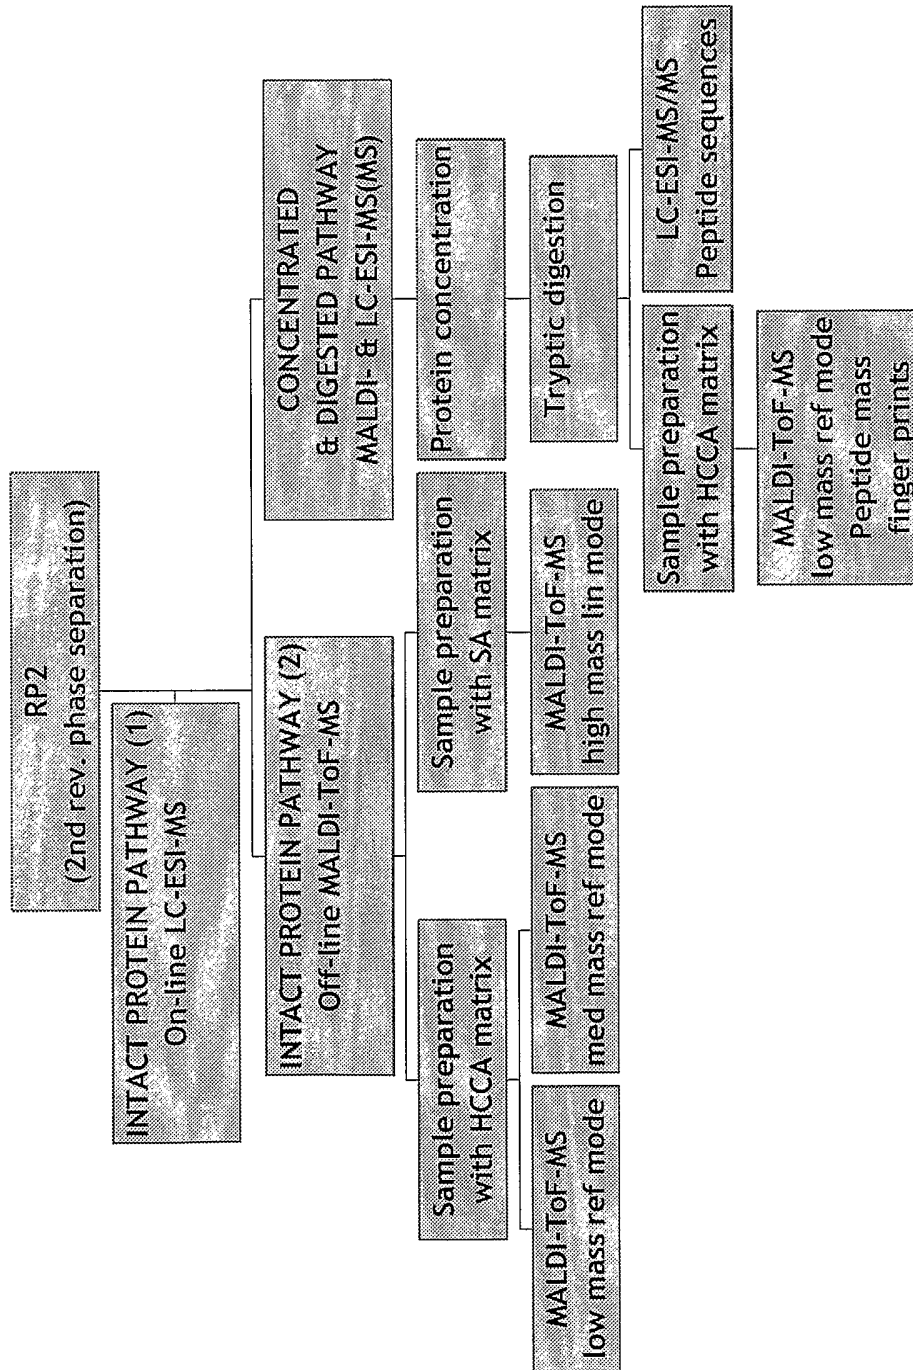 RP2
(2nd rev. phase separation)
INTACT PROTEIN PATHWAY (1)
On-line LC-ESI-MS
INTACT PROTEIN PATHWAY (2)
Off-line MALDI-ToF-MS
CONCENTRATED
& DIGESTED PATHWAY
MALDI- & LC-ESI-MS(MS)
Sample preparation
with HCCA matrix
Sample preparation
with SA matrix
Protein concentration
MALDI-ToF-MS
low mass ref mode
MALDI-ToF-MS
med mass ref mode
MALDI-ToF-MS
high mass lin mode
Tryptic digestion
Sample preparation
with HCCA matrix
LC-ESI-MS/MS
Peptide sequences
MALDI-ToF-MS
low mass ref mode
Peptide mass
finger prints